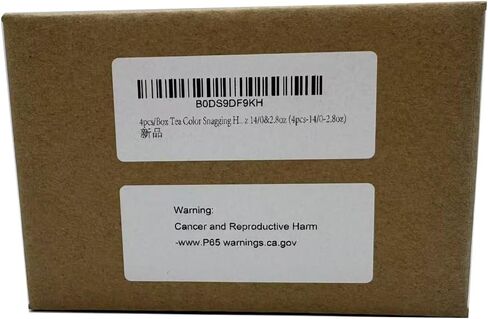 B0DS9DF9KH
4pcs/Box Tea Color Snagging H... z 14/0&2.8oz (4pcs-14/0-2.8oz)
新品
Warning:
Cancer and Reproductive Harm
-www.P65 warnings.ca.gov